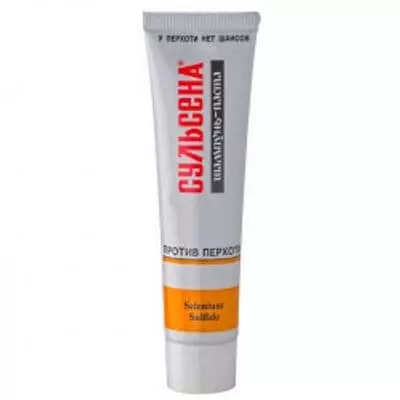 У ПЕРХОТИ НЕТ ШАНСОВ
СУЛЬСЕНА®
ШАМПУНЬ-ПАСТА
ПРОТИВ ПЕРХОТИ
Selenium
Sulfide